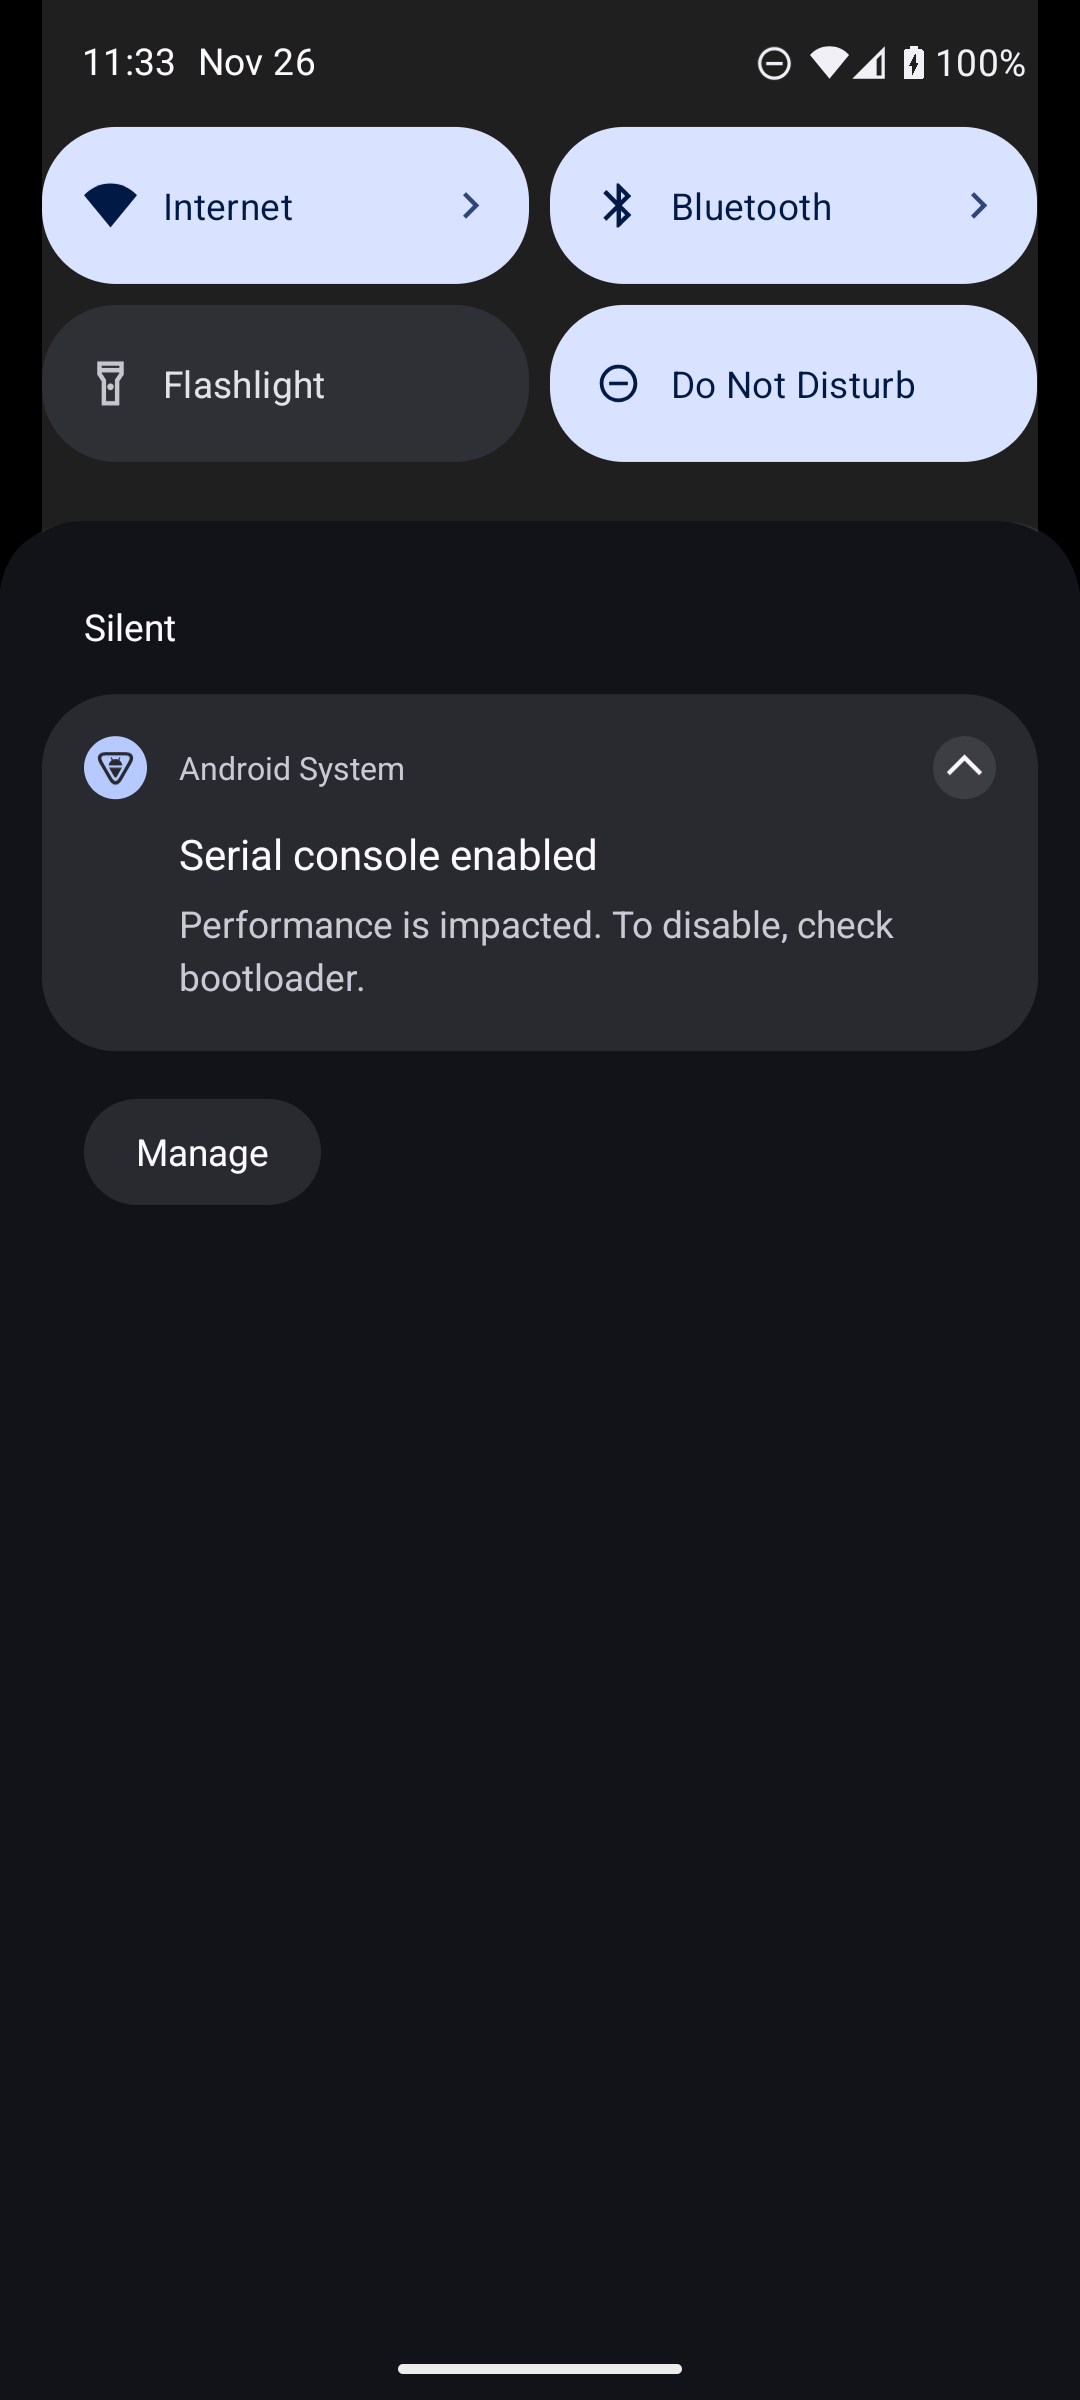 11:33 Nov 26 100%
Internet Bluetooth
Flashlight Do Not Disturb
Silent
Android System
Serial console enabled
Performance is impacted. To disable, check
bootloader.
Manage